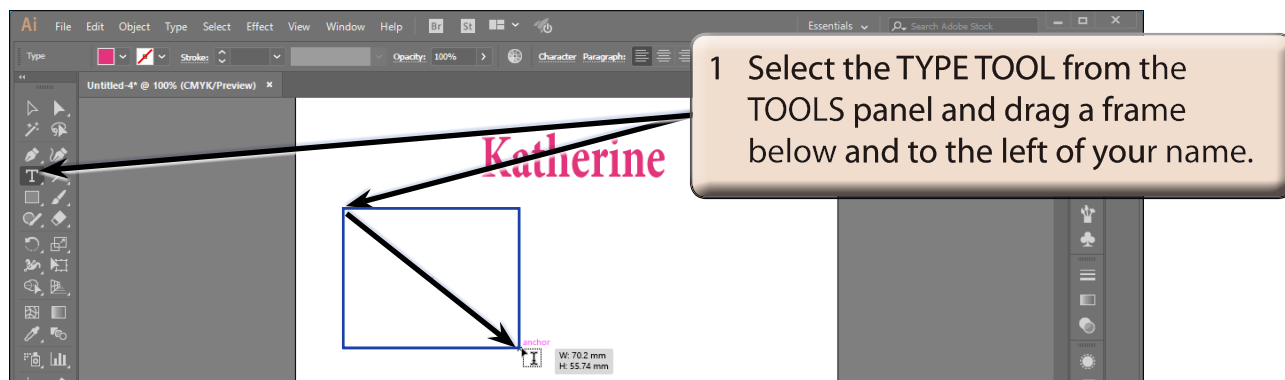 Ai File Edit Object Type Select Effect View Window Help Br St Essentials Search Adobe Stock
Type Stroke: Opacity: 100% Character Paragraph:
Untitled-4* @ 100% (CMYK/Preview) ×
1 Select the TYPE TOOL from the
TOOLS panel and drag a frame
below and to the left of your name.
Katherine
T
anchor
W: 70.2 mm
H: 55.74 mm